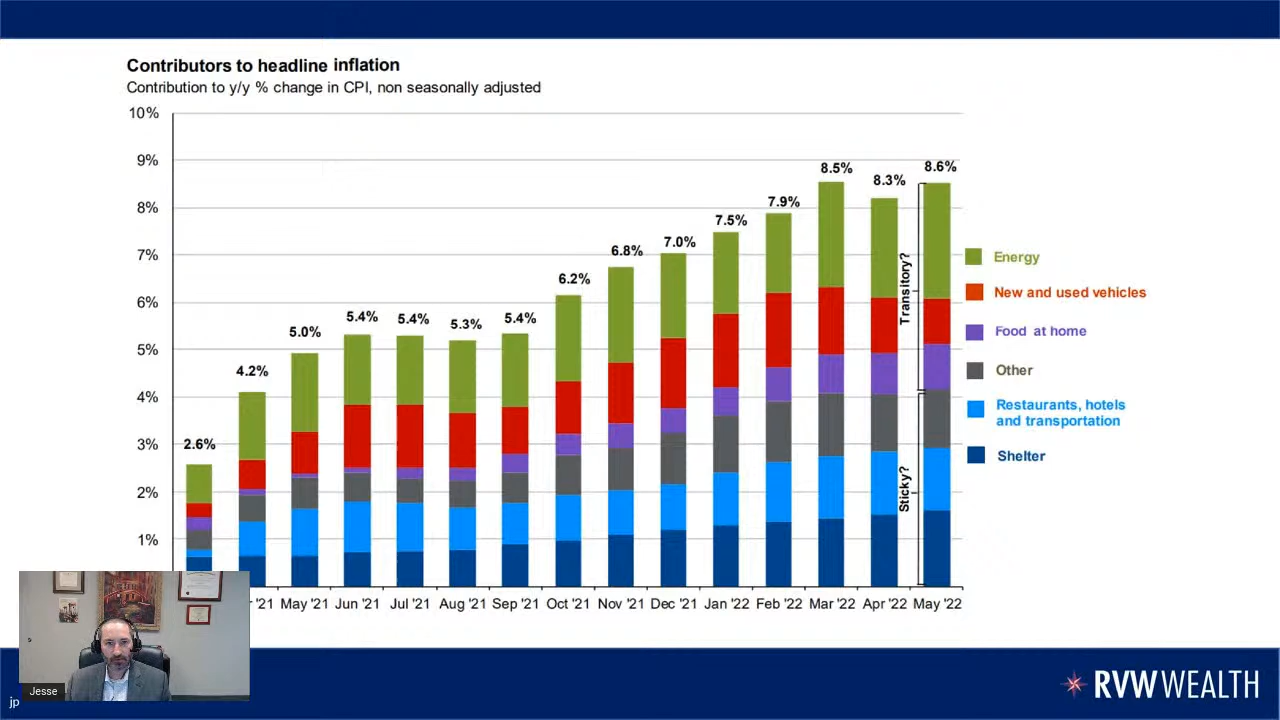 Contributors to headline inflation
Contribution to y/y % change in CPI, non seasonally adjusted
10%
9%
8%
7%
6%
5%
4%
3%
2%
1%
2.6%
4.2%
5.0%
5.4%
5.4%
5.3%
5.4%
6.2%
6.8%
7.0%
7.5%
7.9%
8.5%
8.3%
8.6%
Transitory?
Sticky?
Energy
New and used vehicles
Food at home
Other
Restaurants, hotels
and transportation
Shelter
'21 May '21 Jun '21 Jul '21 Aug '21 Sep '21 Oct '21 Nov '21 Dec '21 Jan '22 Feb '22 Mar '22 Apr '22 May '22
Jesse
jp
RVW WEALTH